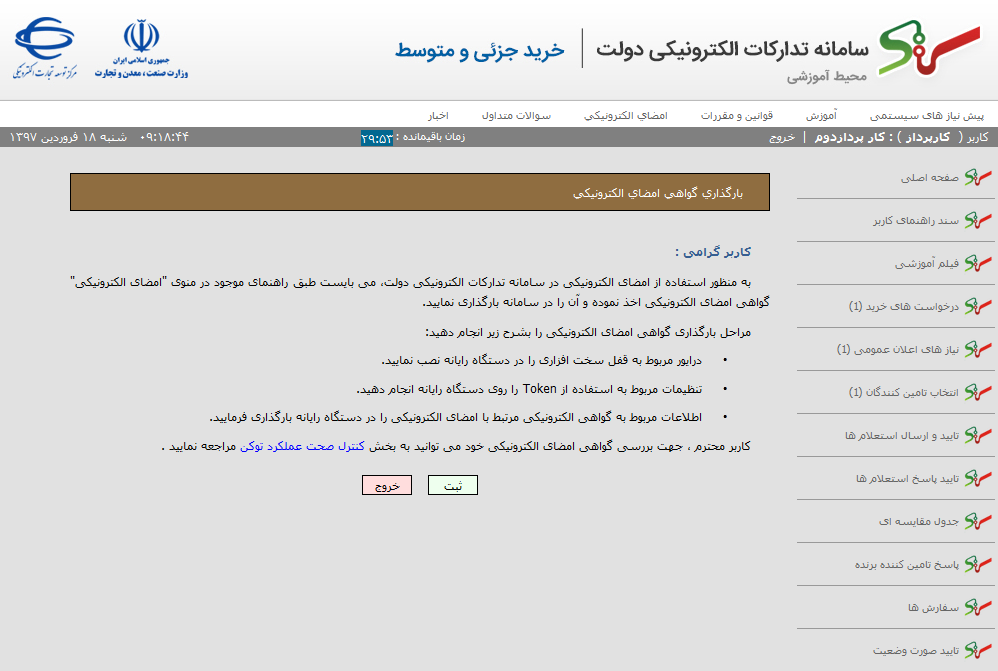 سامانه تدارکات الکترونیکی دولت
محیط آموزشی
خرید جزئی و متوسط
جمهوری اسلامی ایران
وزارت صنعت، معدن و تجارت
مرکز توسعه تجارت الکترونیکی
پیش نیاز های سیستمی آموزش قوانین و مقررات امضاي الکترونیکي سوالات متداول اخبار
کاربر ( کارپرداز ) : کار پردازدوم | خروج زمان باقیمانده : ۲۹:۵۳ شنبه ۱۸ فروردین ۱۳۹۷ ۰۹:۱۸:۴۴
صفحه اصلی
سند راهنمای کاربر
فیلم آموزشی
درخواست های خرید (1)
نیاز های اعلان عمومی (1)
انتخاب تامین کنندگان (1)
تایید و ارسال استعلام ها
تایید پاسخ استعلام ها
جدول مقایسه ای
پاسخ تامین کننده برنده
سفارش ها
تایید صورت وضعیت
بارگذاري گواهي امضاي الکترونیکي
کاربر گرامی :
به منظور استفاده از امضای الکترونیکی در سامانه تدارکات الکترونیکی دولت، می بایست طبق راهنمای موجود در منوی "امضای الکترونیکی"
گواهی امضای الکترونیکی اخذ نموده و آن را در سامانه بارگذاری نمایید.
مراحل بارگذاری گواهی امضای الکترونیکی را بشرح زیر انجام دهید:
• درایور مربوط به قفل سخت افزاری را در دستگاه رایانه نصب نمایید.
• تنظیمات مربوط به استفاده از Token را روی دستگاه رایانه انجام دهید.
• اطلاعات مربوط به گواهی الکترونیکی مرتبط با امضای الکترونیکی را در دستگاه رایانه بارگذاری فرمایید.
کاربر محترم ، جهت بررسی گواهی امضای الکترونیکی خود می توانید به بخش کنترل صحت عملکرد توکن مراجعه نمایید .
ثبت خروج